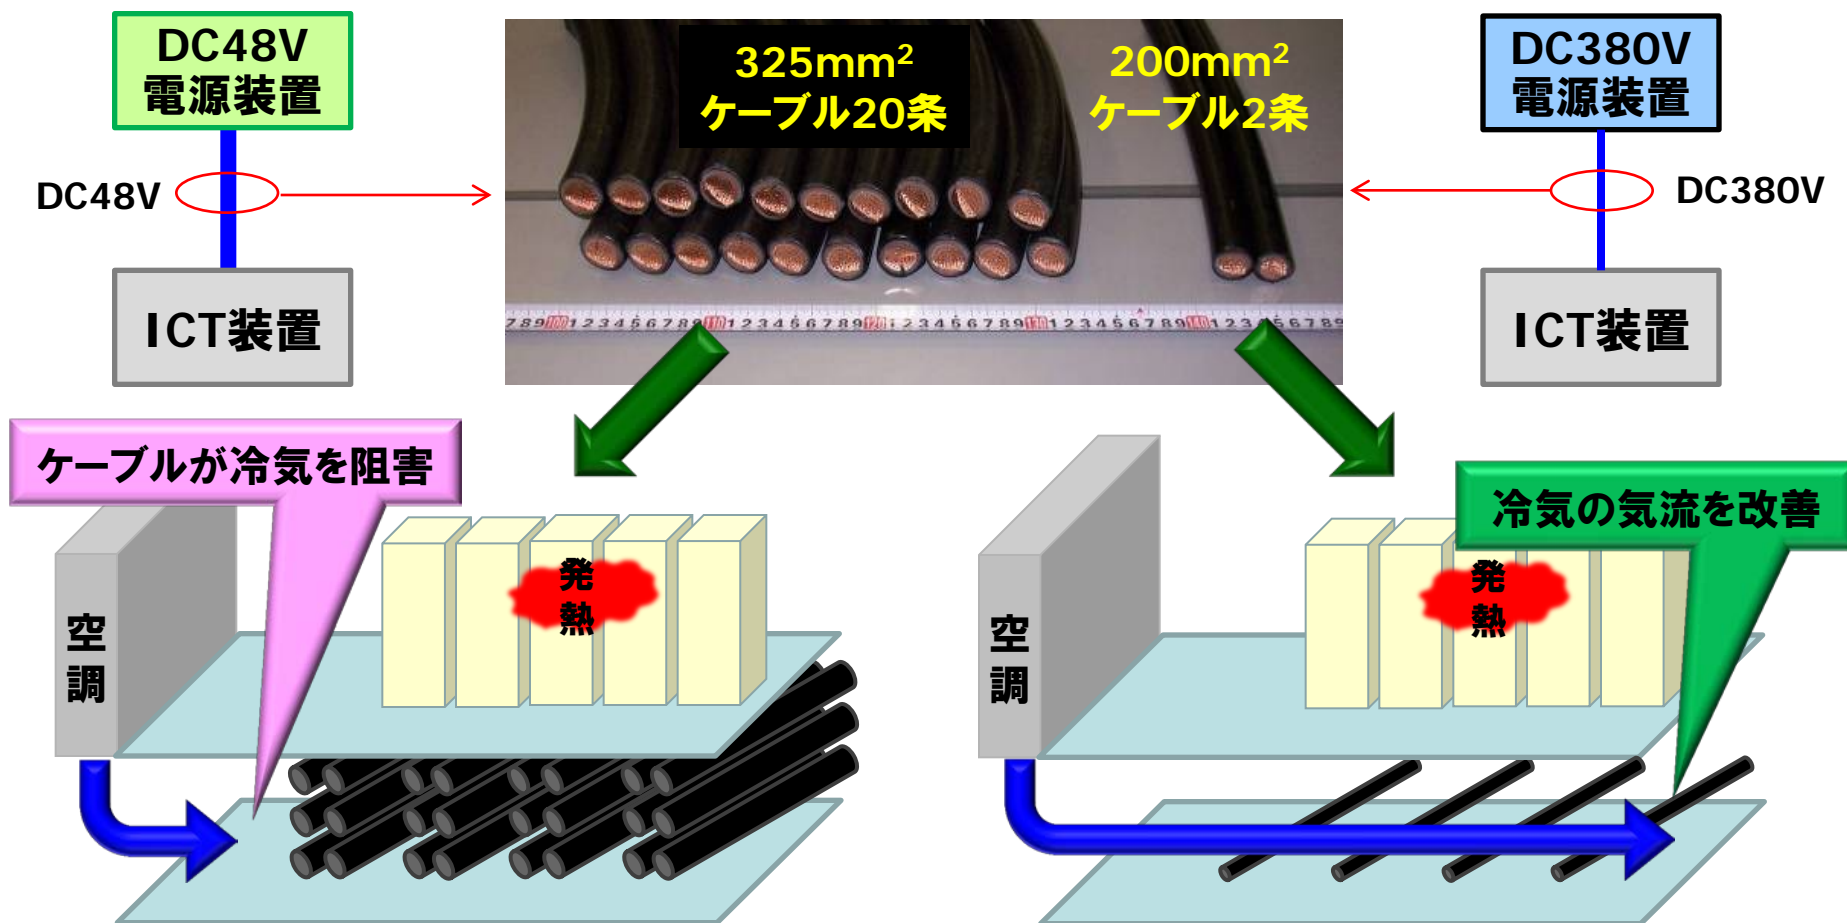 DC48V
電源装置
DC48V
ICT装置
325mm²
ケーブル20条
200mm²
ケーブル2条
DC380V
電源装置
DC380V
ICT装置
ケーブルが冷気を阻害
空調
発熱
冷気の気流を改善
空調
発熱